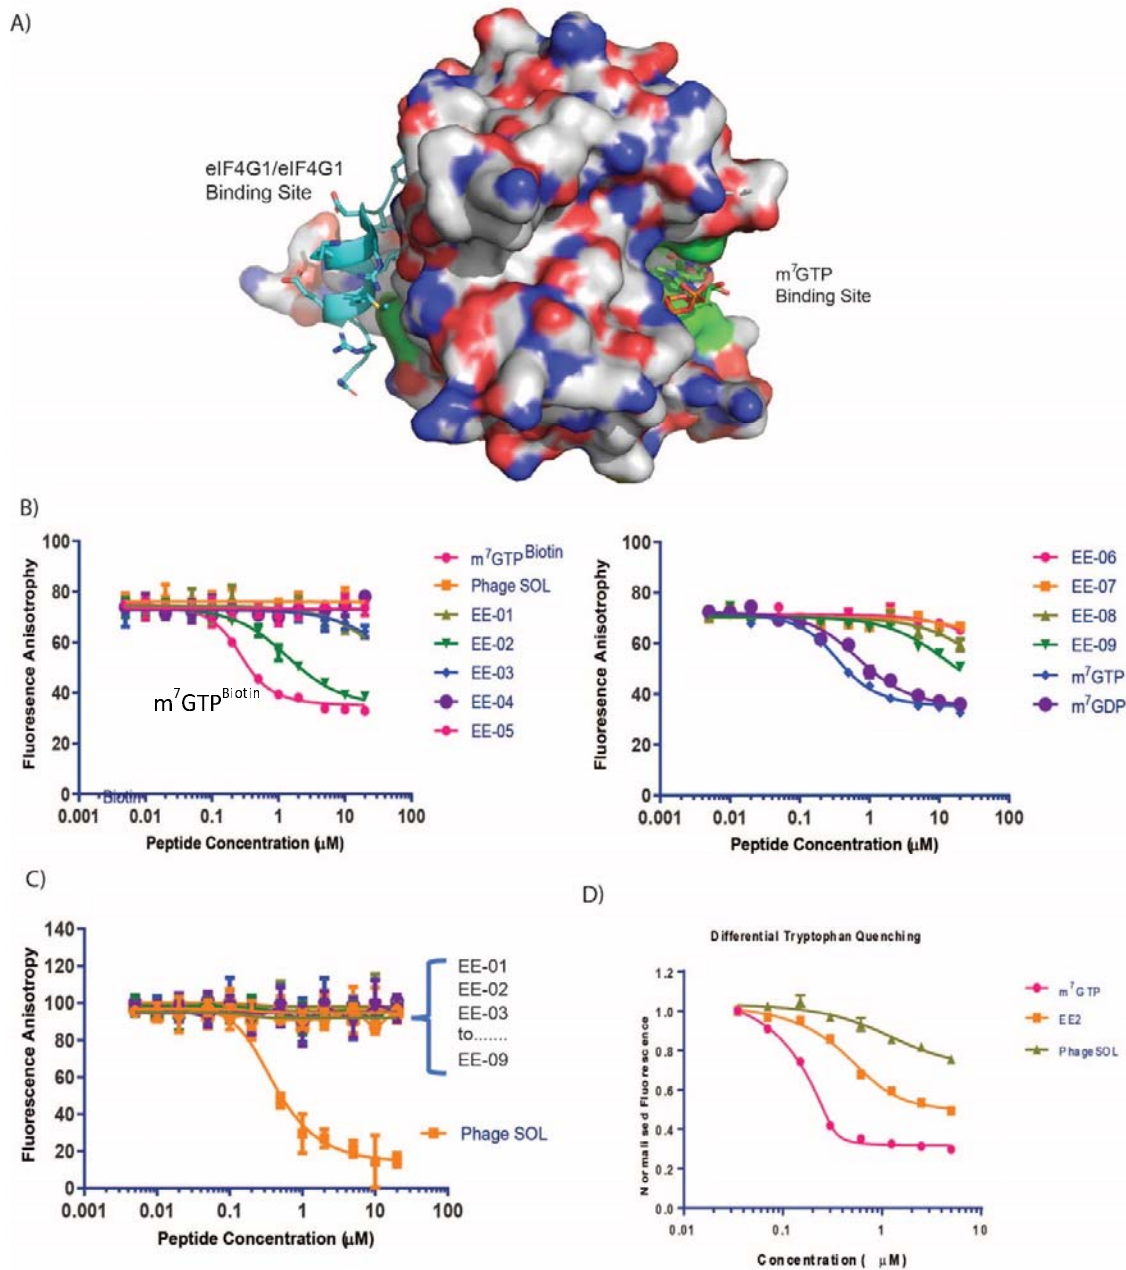 A)
eIF4G1/eIF4G1
Binding Site
m⁷GTP
Binding Site
B)
Fluoresence Anisotrophy
100
80
60
40
20
0
0.001
0.01
0.1
1
10
100
Biotin
Peptide Concentration (μM)
m⁷GTP^Biotin
m⁷GTP^Biotin
Phage SOL
EE-01
EE-02
EE-03
EE-04
EE-05
Fluoresence Anisotrophy
100
80
60
40
20
0
0.001
0.01
0.1
1
10
100
Peptide Concentration (μM)
EE-06
EE-07
EE-08
EE-09
m⁷GTP
m⁷GDP
C)
Fluorescence Anisotropy
140
120
100
80
60
40
20
0
0.001
0.01
0.1
1
10
100
Peptide Concentration (μM)
EE-01
EE-02
EE-03
to.......
EE-09
Phage SOL
D)
Differential Tryptophan Quenching
Normalised Fluorescence
1.2
1.0
0.8
0.6
0.4
0.2
0.0
0.01
0.1
1
10
Concentration ( μM)
m⁷GTP
EE2
Phage SOL